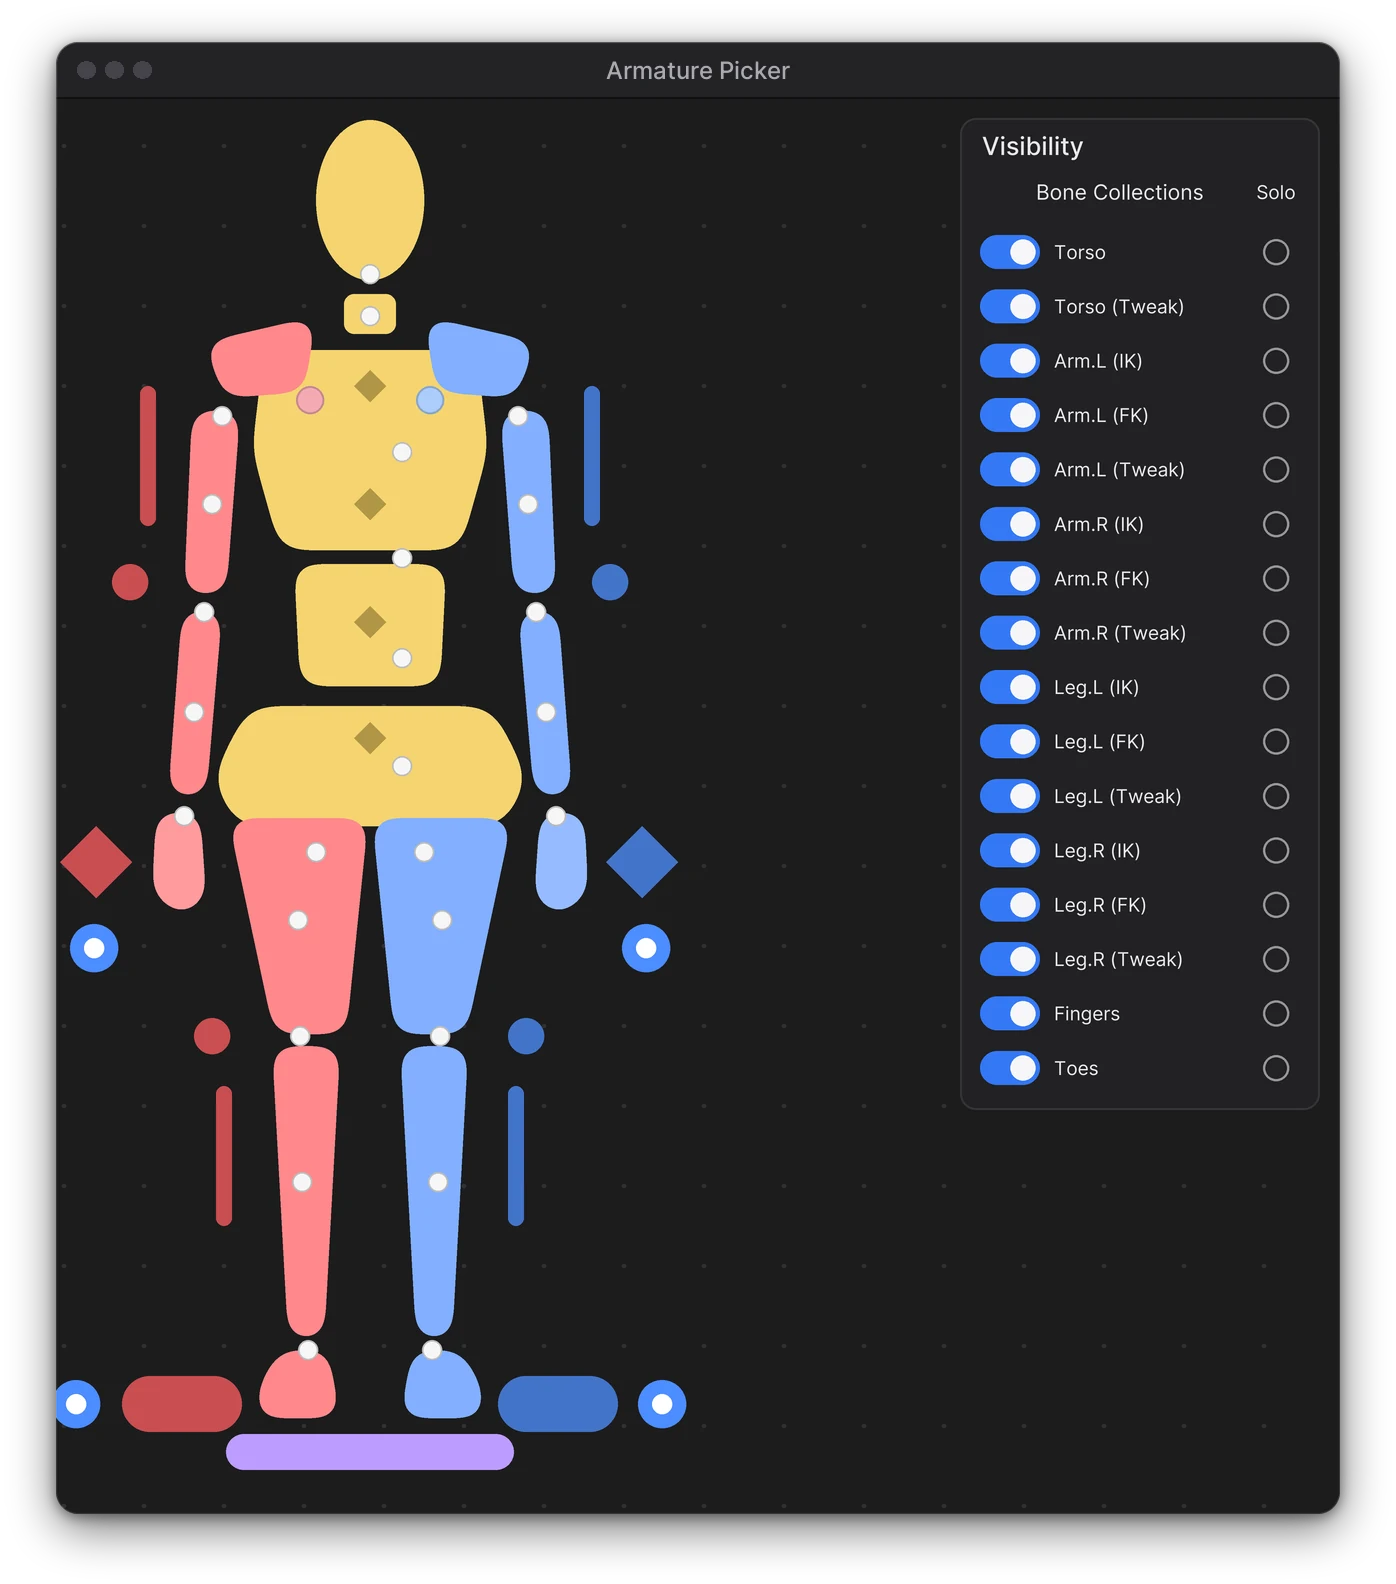 Armature Picker
Visibility
Bone Collections Solo
Torso
Torso (Tweak)
Arm.L (IK)
Arm.L (FK)
Arm.L (Tweak)
Arm.R (IK)
Arm.R (FK)
Arm.R (Tweak)
Leg.L (IK)
Leg.L (FK)
Leg.L (Tweak)
Leg.R (IK)
Leg.R (FK)
Leg.R (Tweak)
Fingers
Toes